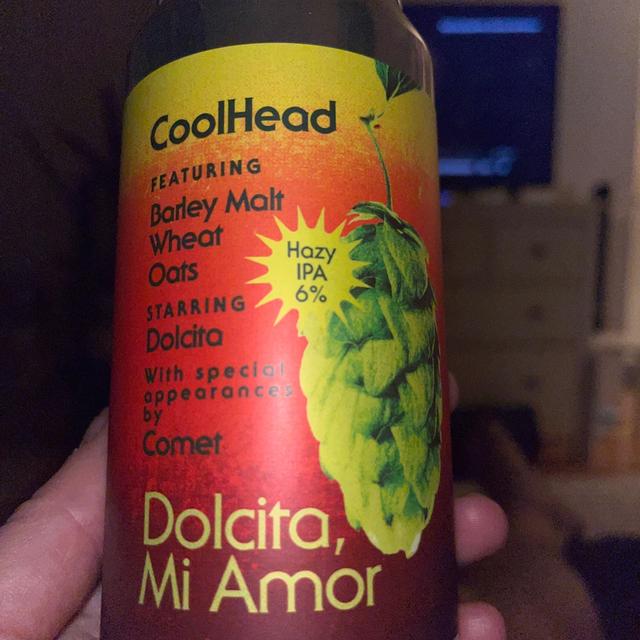 CoolHead
FEATURING
Barley Malt
Wheat
Oats
Hazy
IPA
6%
STARRING
Dolcita
With special
appearances
by
Comet
Dolcita,
Mi Amor